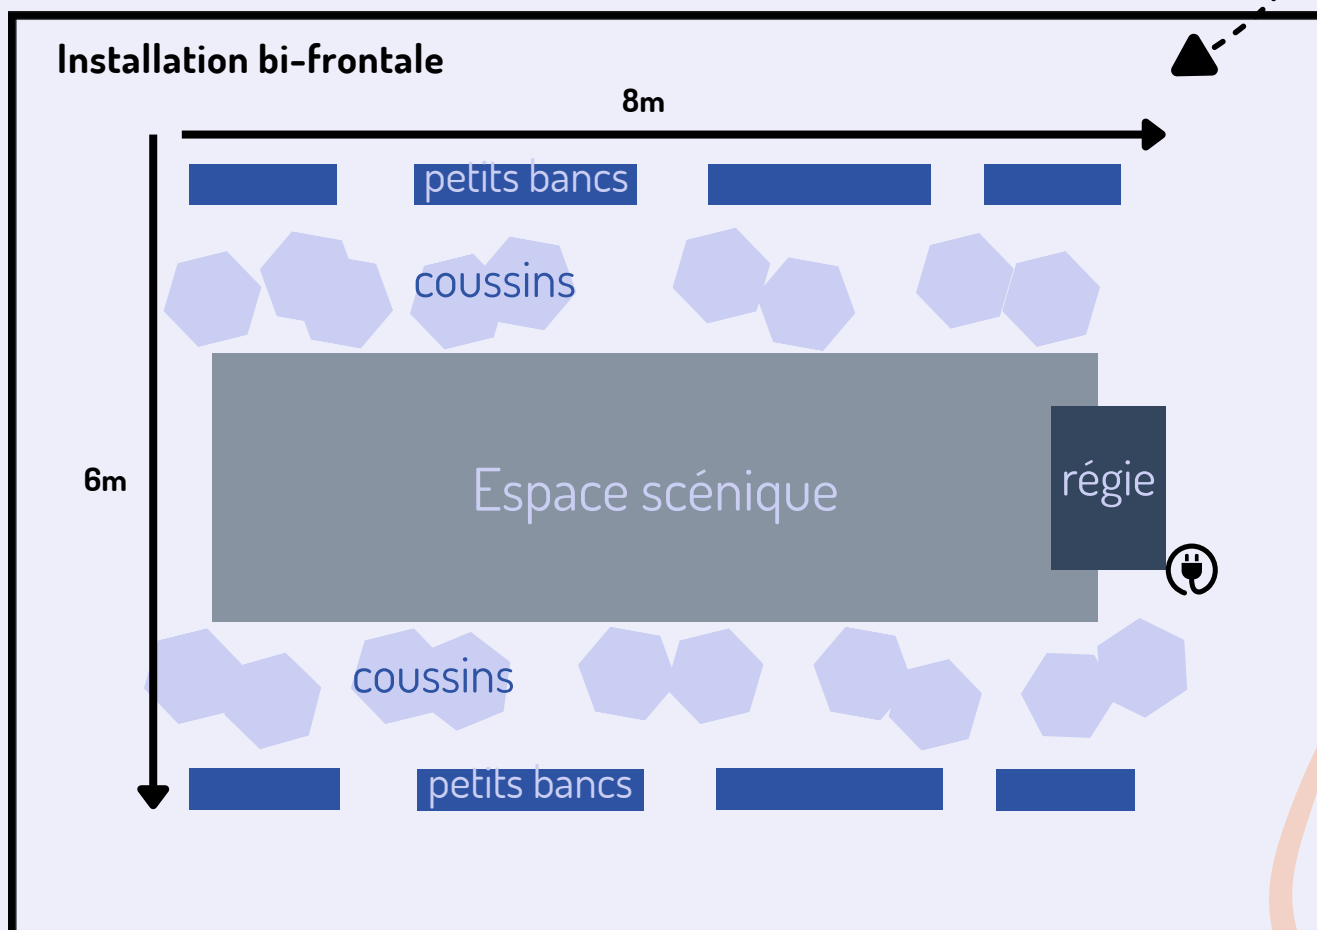 Installation bi-frontale
8m
petits bancs
coussins
6m
Espace scénique
régie
coussins
petits bancs